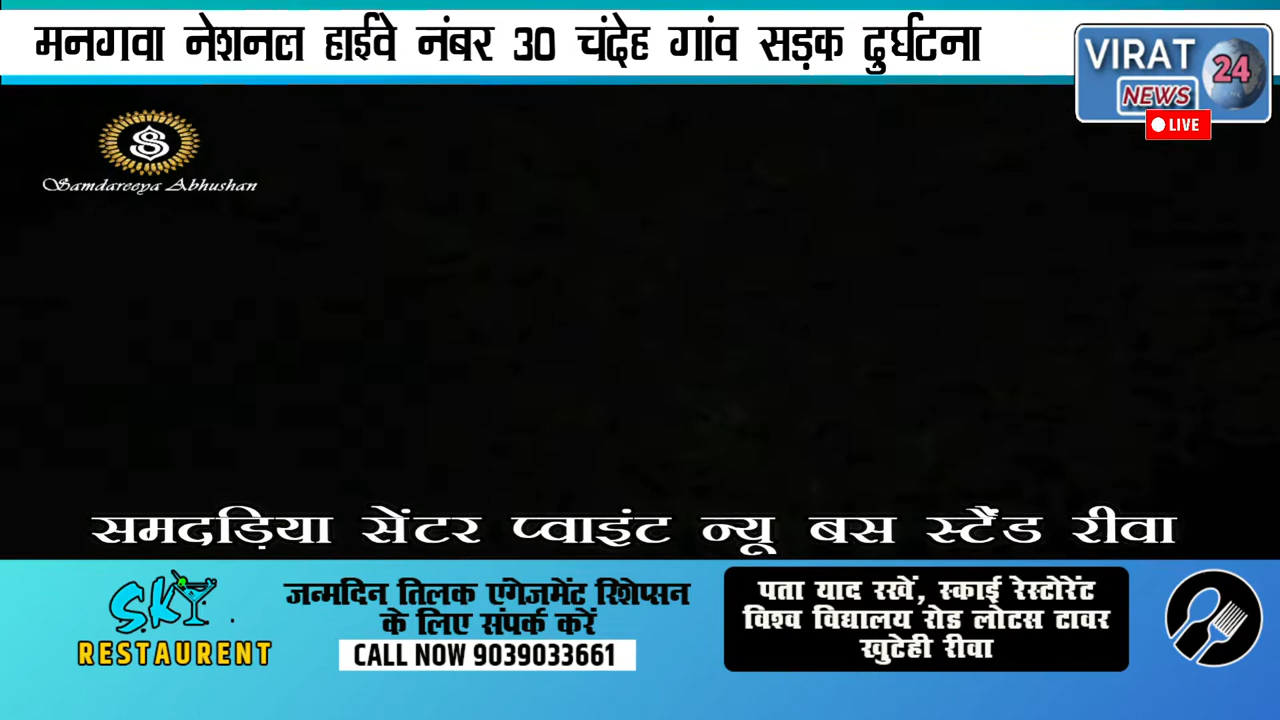 मनगवा नेशनल हाईवे नंबर 30 चंदेह गांव सड़क दुर्घटना
VIRAT
24
NEWS
LIVE
S
Samdareeya Abhushan
समदड़िया सेंटर प्वाइंट न्यू बस स्टैंड रीवा
SKY
RESTAURENT
जन्मदिन तिलक एंगेजमेंट रिशेप्सन
के लिए संपर्क करें
CALL NOW 9039033661
पता याद रखें, स्काई रेस्टोरेंट
विश्व विद्यालय रोड लोटस टावर
खुटेही रीवा